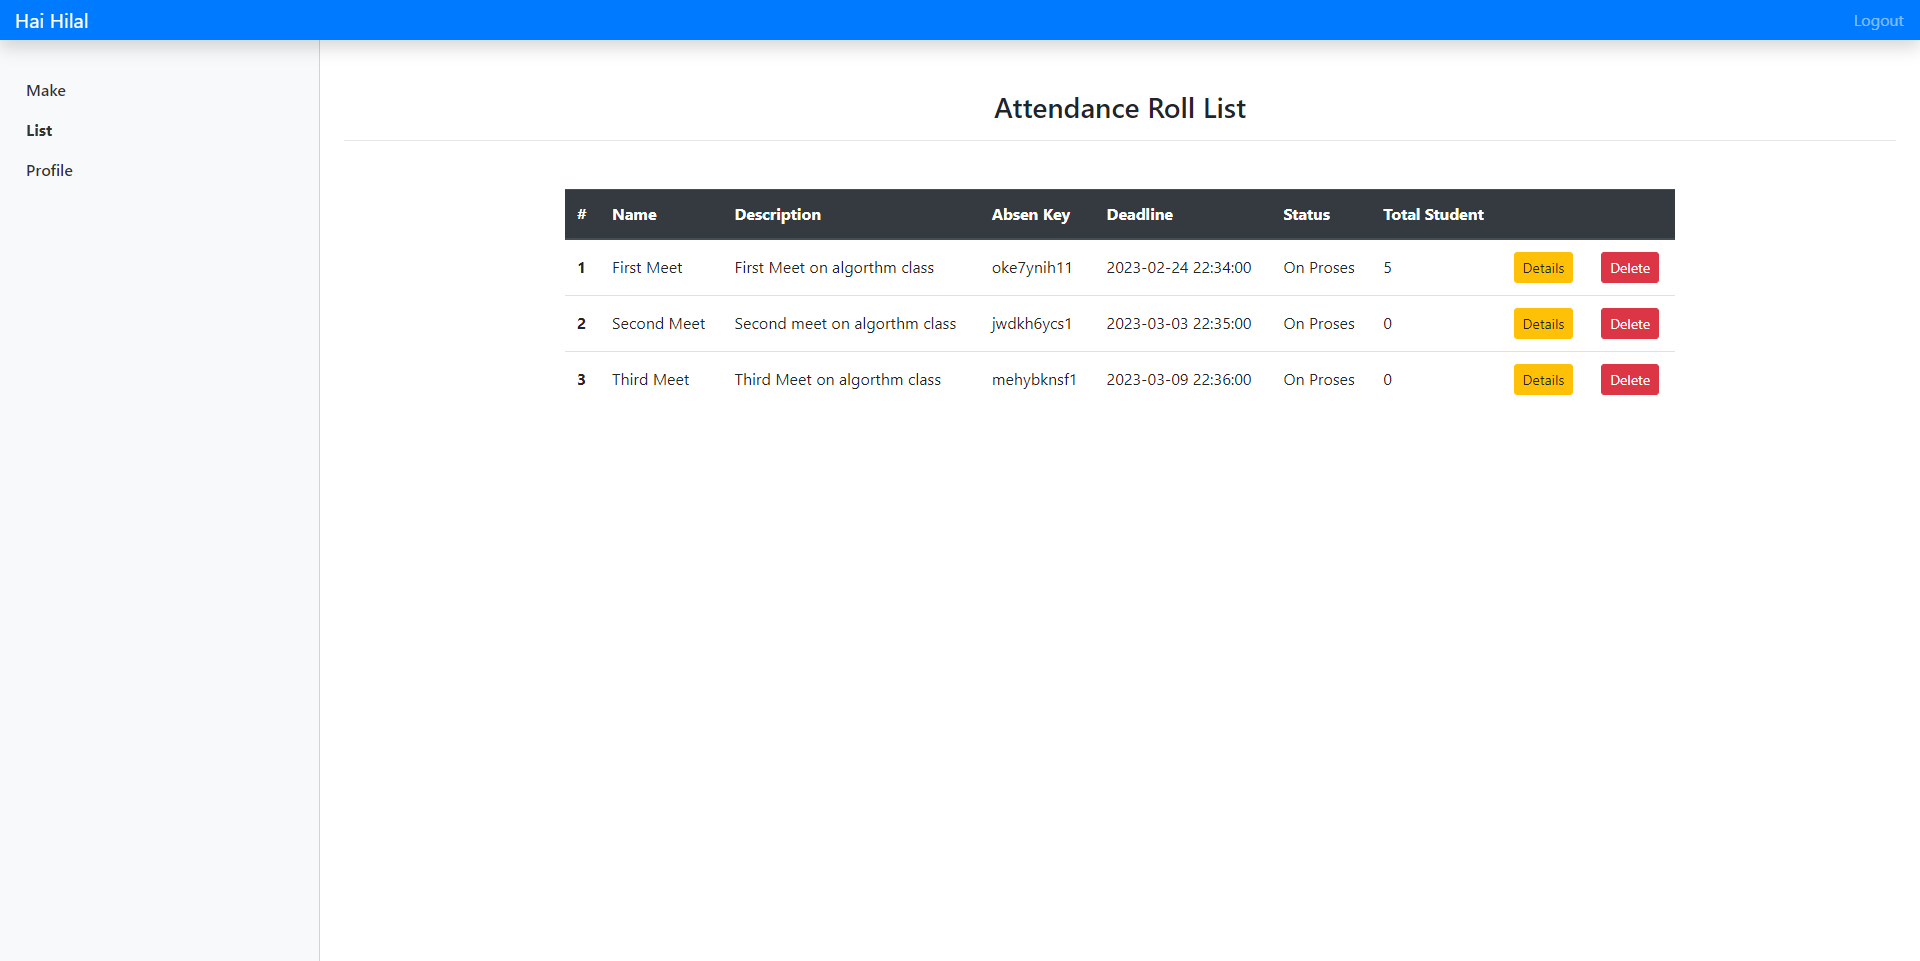 Hai Hilal
Logout
Make
List
Profile
Attendance Roll List
# Name Description Absen Key Deadline Status Total Student
1 First Meet First Meet on algorthm class oke7ynih11 2023-02-24 22:34:00 On Proses 5 Details Delete
2 Second Meet Second meet on algorthm class jwdkh6ycs1 2023-03-03 22:35:00 On Proses 0 Details Delete
3 Third Meet Third Meet on algorthm class mehybknsf1 2023-03-09 22:36:00 On Proses 0 Details Delete